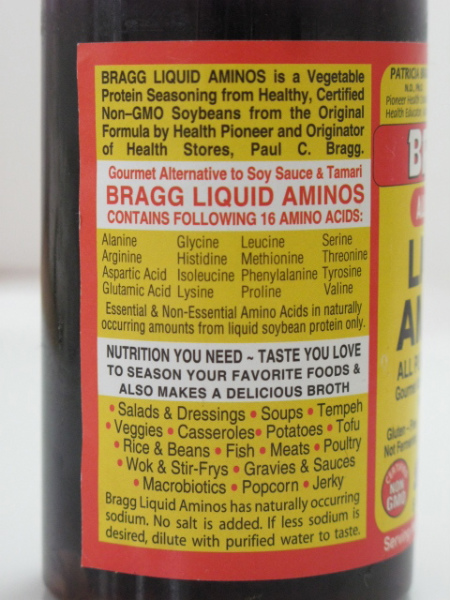 BRAGG LIQUID AMINOS is a Vegetable
Protein Seasoning from Healthy, Certified
Non–GMO Soybeans from the Original
Formula by Health Pioneer and Originator
of Health Stores, Paul C. Bragg.
Gourmet Alternative to Soy Sauce & Tamari
BRAGG LIQUID AMINOS
CONTAINS FOLLOWING 16 AMINO ACIDS:
Alanine Glycine Leucine Serine
Arginine Histidine Methionine Threonine
Aspartic Acid Isoleucine Phenylalanine Tyrosine
Glutamic Acid Lysine Proline Valine
Essential & Non-Essential Amino Acids in naturally
occurring amounts from liquid soybean protein only.
NUTRITION YOU NEED ~ TASTE YOU LOVE
TO SEASON YOUR FAVORITE FOODS &
ALSO MAKES A DELICIOUS BROTH
• Salads & Dressings • Soups • Tempeh
• Veggies • Casseroles • Potatoes • Tofu
• Rice & Beans • Fish • Meats • Poultry
• Wok & Stir-Frys • Gravies & Sauces
• Macrobiotics • Popcorn • Jerky
Bragg Liquid Aminos has naturally occurring
sodium. No salt is added. If less sodium is
desired, dilute with purified water to taste.
PATRICIA
N.D., Ph.D.
Pioneer Health
Health
ALL
Gluten-
Not
NON
GMO
Serving